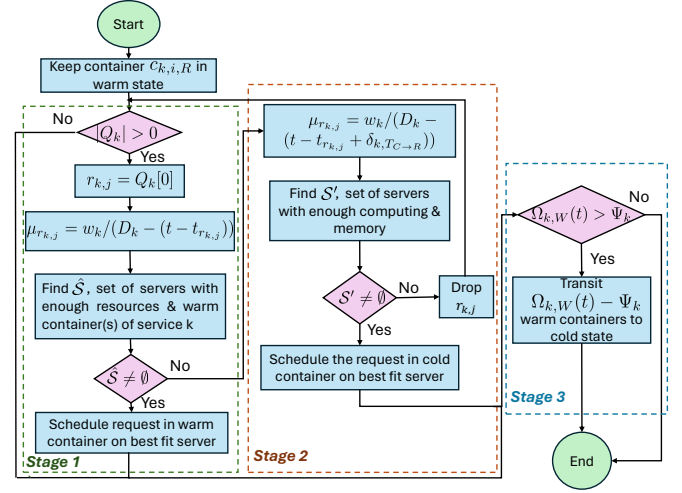 Start
Keep container c_{k,i,R} in
warm state
No
|Q_k| > 0
Yes
r_{k,j} = Q_k[0]
μ_{r_{k,j}} = w_k/(D_k − (t − t_{r_{k,j}}))
Find Ŝ, set of servers with
enough resources & warm
container(s) of service k
Ŝ ≠ ∅
No
Yes
Schedule request in warm
container on best fit server
Stage 1
μ_{r_{k,j}} = w_k/(D_k −
(t − t_{r_{k,j}} + δ_{k,T_{C→R}}))
Find S′, set of servers
with enough computing &
memory
S′ ≠ ∅
No
Drop
r_{k,j}
Yes
Schedule the request in cold
container on best fit server
Stage 2
Ω_{k,W}(t) > Ψ_k
No
Yes
Transit
Ω_{k,W}(t) − Ψ_k
warm containers to
cold state
Stage 3
End